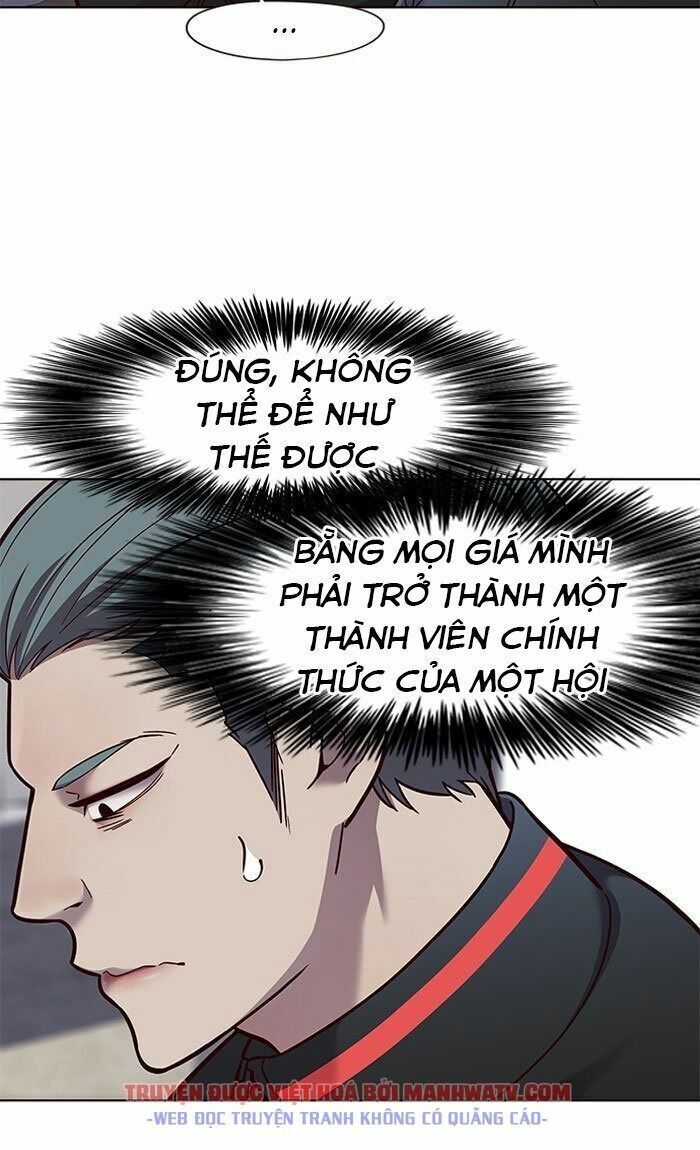 ...
ĐÚNG, KHÔNG
THỂ ĐỂ NHƯ
THẾ ĐƯỢC
BẰNG MỌI GIÁ MÌNH
PHẢI TRỞ THÀNH MỘT
THÀNH VIÊN CHÍNH
THỨC CỦA MỘT HỘI
TRUYỆN ĐƯỢC VIỆT HOÁ BỞI MANHWATV.COM
-WEB ĐỌC TRUYỆN TRANH KHÔNG CÓ QUẢNG CÁO-